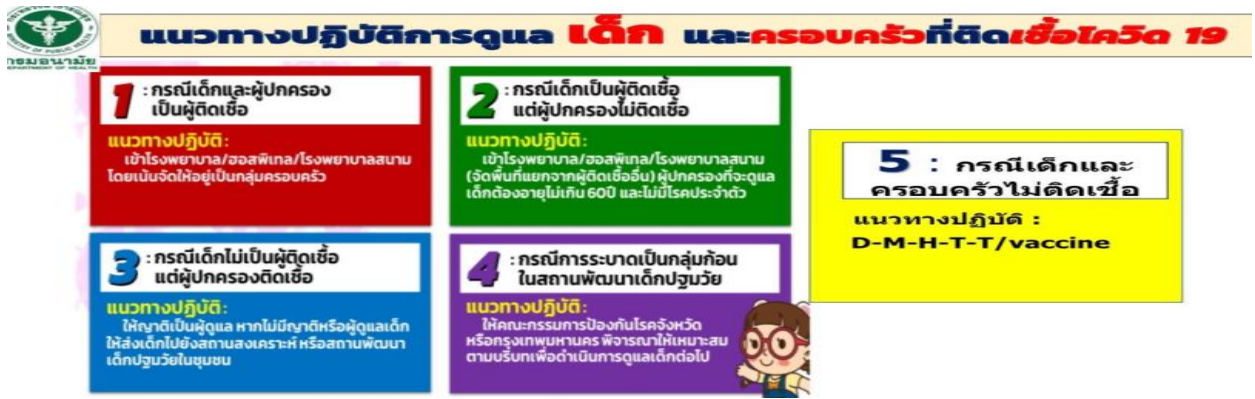 แนวทางปฏิบัติการดูแล เด็ก และครอบครัวที่ติดเชื้อโควิด 19
กรมอนามัย
DEPARTMENT OF HEALTH
1 : กรณีเด็กและผู้ปกครอง
เป็นผู้ติดเชื้อ
แนวทางปฏิบัติ:
เข้าโรงพยาบาล/ฮอสพิเทล/โรงพยาบาลสนาม
โดยเน้นจัดให้อยู่เป็นกลุ่มครอบครัว
2 : กรณีเด็กเป็นผู้ติดเชื้อ
แต่ผู้ปกครองไม่ติดเชื้อ
แนวทางปฏิบัติ:
เข้าโรงพยาบาล/ฮอสพิเทล/โรงพยาบาลสนาม
(จัดพื้นที่แยกจากผู้ติดเชื้ออื่น) ผู้ปกครองที่จะดูแล
เด็กต้องอายุไม่เกิน 60ปี และไม่มีโรคประจำตัว
3 : กรณีเด็กไม่เป็นผู้ติดเชื้อ
แต่ผู้ปกครองติดเชื้อ
แนวทางปฏิบัติ:
ให้ญาติเป็นผู้ดูแล หากไม่มีญาติหรือผู้ดูแลเด็ก
ให้ส่งเด็กไปยังสถานสงเคราะห์ หรือสถานพัฒนา
เด็กปฐมวัยในชุมชน
4 : กรณีการระบาดเป็นกลุ่มก้อน
ในสถานพัฒนาเด็กปฐมวัย
แนวทางปฏิบัติ:
ให้คณะกรรมการป้องกันโรคจังหวัด
หรือกรุงเทพมหานคร พิจารณาให้เหมาะสม
ตามบริบทเพื่อดำเนินการดูแลเด็กต่อไป
5 : กรณีเด็กและ
ครอบครัวไม่ติดเชื้อ
แนวทางปฏิบัติ :
D-M-H-T-T/vaccine